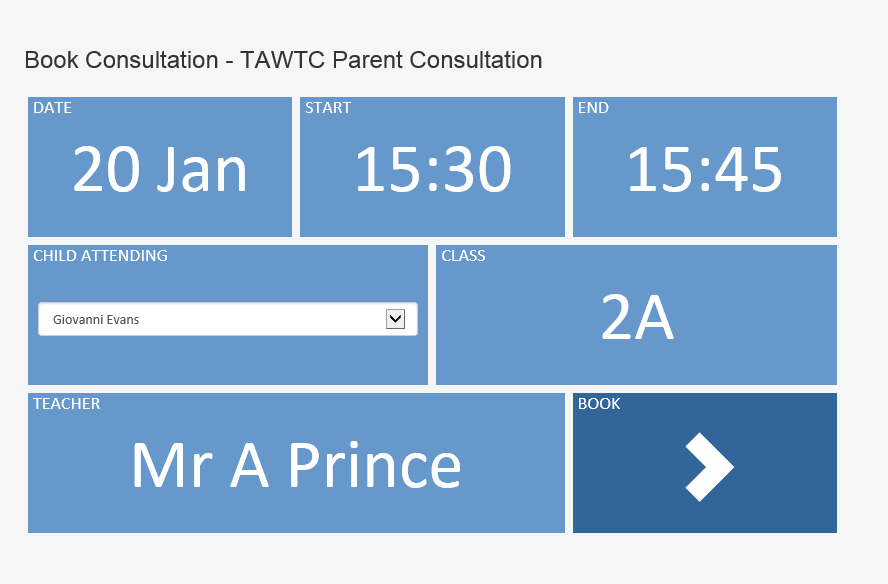 Book Consultation - TAWTC Parent Consultation
DATE
20 Jan
START
15:30
END
15:45
CHILD ATTENDING
Giovanni Evans
CLASS
2A
TEACHER
Mr A Prince
BOOK